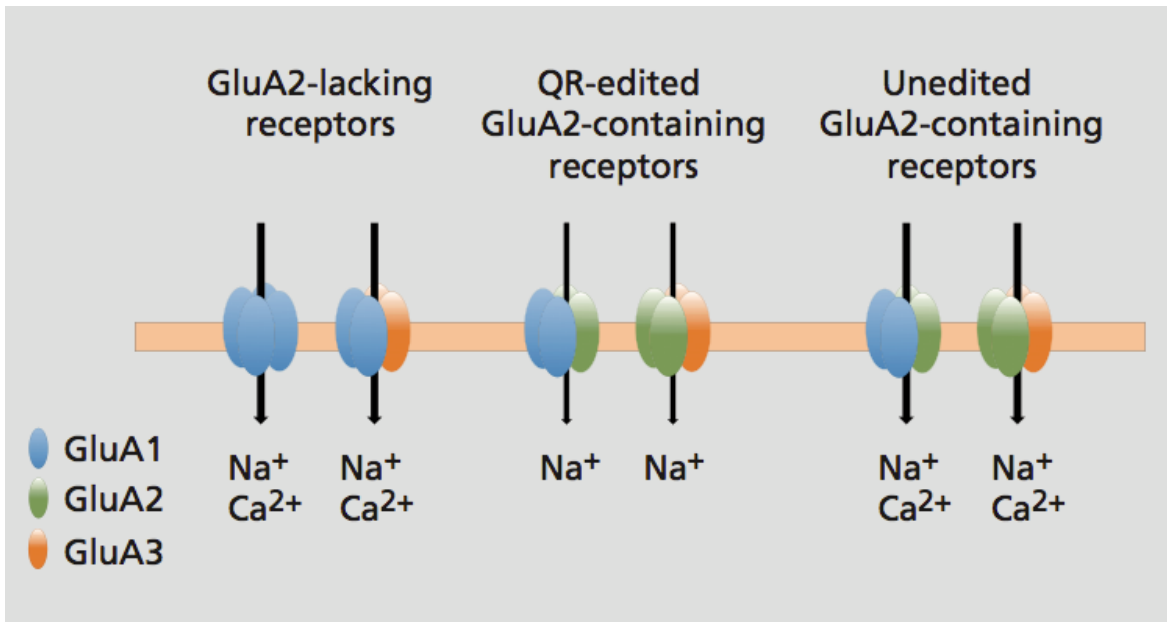 GluA2-lacking
receptors
QR-edited
GluA2-containing
receptors
Unedited
GluA2-containing
receptors
GluA1
GluA2
GluA3
Na⁺
Ca²⁺
Na⁺
Ca²⁺
Na⁺
Na⁺
Na⁺
Ca²⁺
Na⁺
Ca²⁺